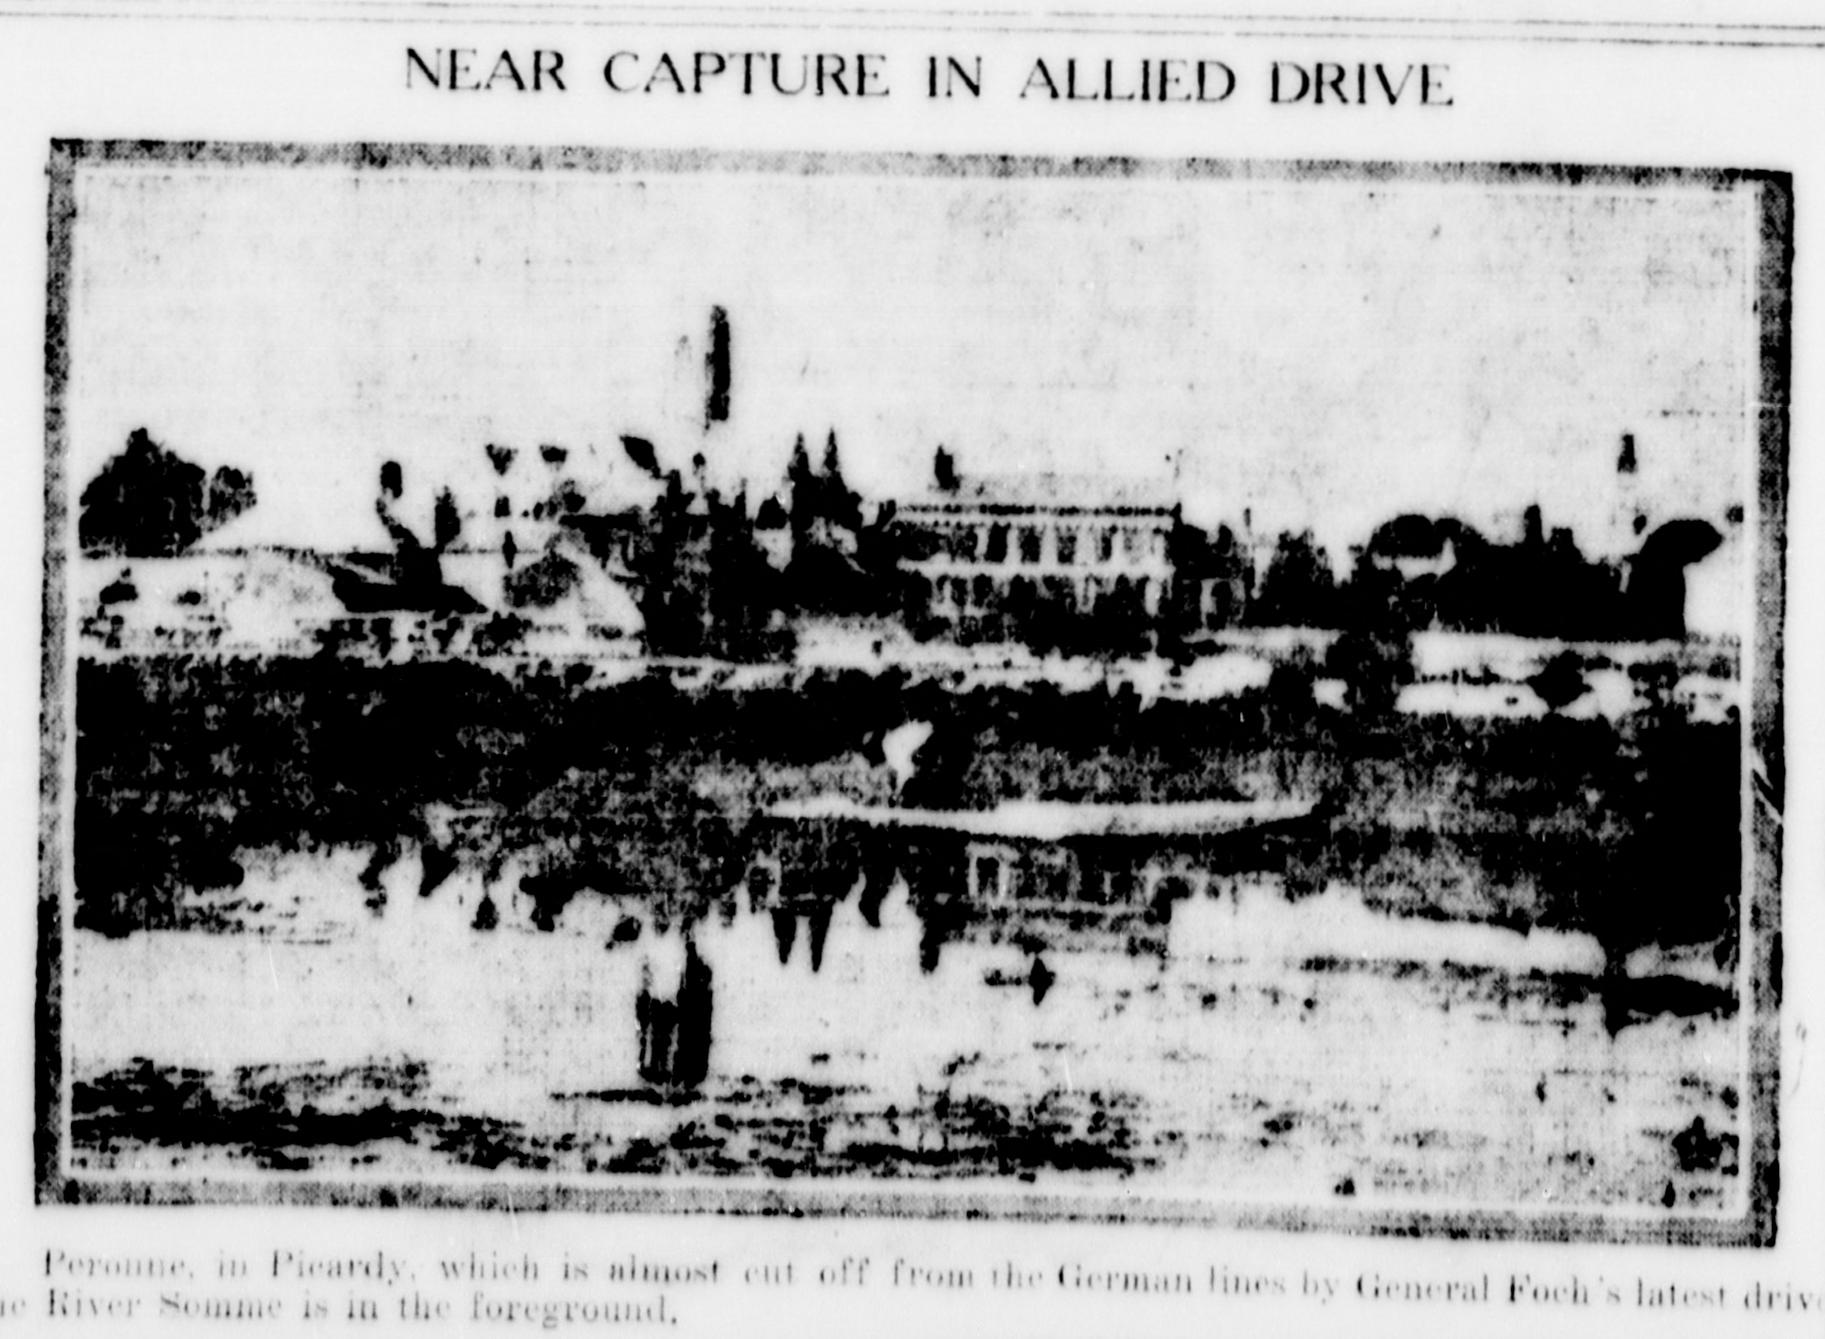 NEAR CAPTURE IN ALLIED DRIVE
Peronne, in Picardy, which is almost cut off from the German lines by General Foch's latest drive
River Somme is in the foreground.